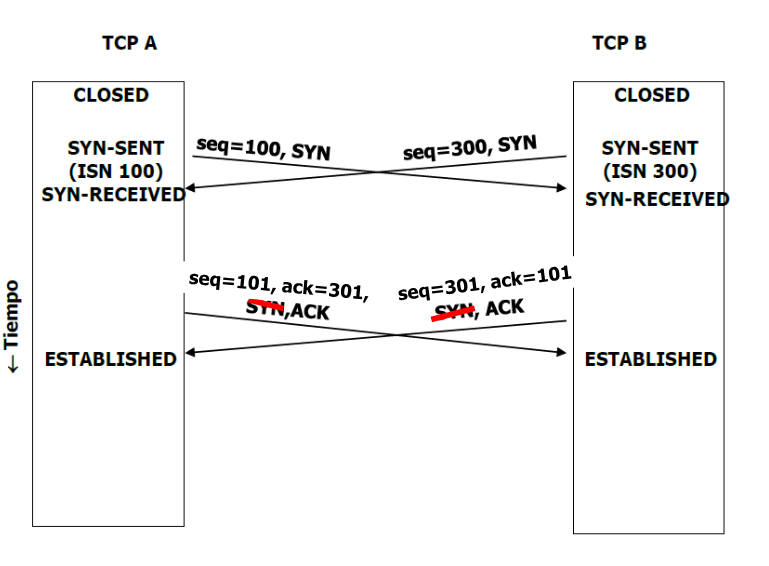 TCP A
TCP B
CLOSED
CLOSED
SYN-SENT
(ISN 100)
SYN-RECEIVED
seq=100, SYN
seq=300, SYN
SYN-SENT
(ISN 300)
SYN-RECEIVED
seq=101, ack=301,
SYN,ACK
seq=301, ack=101
SYN, ACK
← Tiempo
ESTABLISHED
ESTABLISHED